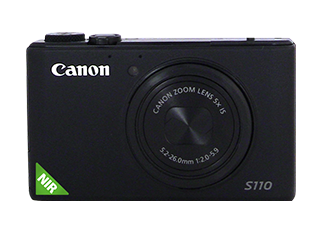 Canon
CANON ZOOM LENS 5x IS
5.2-26.0mm 1:2.0-5.9
NIR
S110